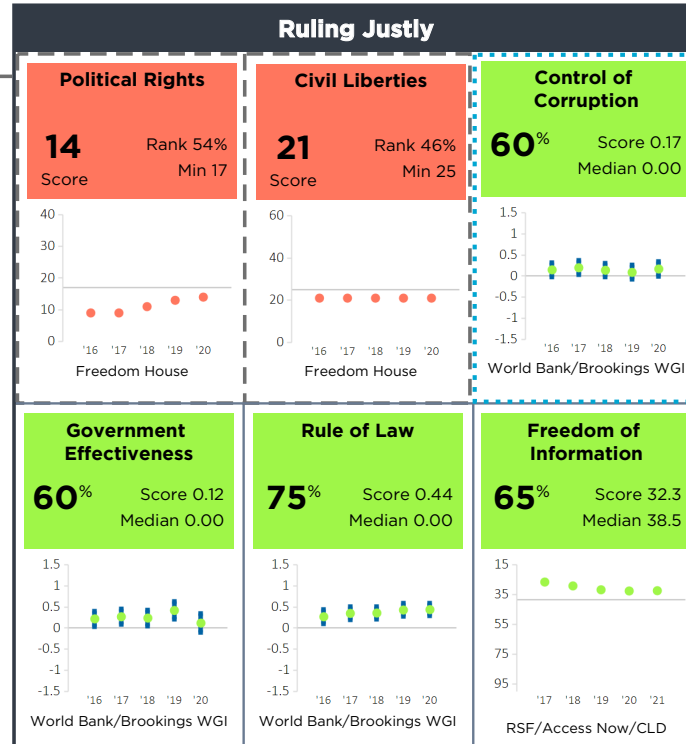 Ruling Justly
Political Rights
14
Score
Rank 54%
Min 17
40
30
20
10
0
'16 '17 '18 '19 '20
Freedom House
Civil Liberties
21
Score
Rank 46%
Min 25
60
40
20
0
'16 '17 '18 '19 '20
Freedom House
Control of
Corruption
60%
Score 0.17
Median 0.00
1.5
1
0.5
0
-0.5
-1
-1.5
'16 '17 '18 '19 '20
World Bank/Brookings WGI
Government
Effectiveness
60%
Score 0.12
Median 0.00
1.5
1
0.5
0
-0.5
-1
-1.5
'16 '17 '18 '19 '20
World Bank/Brookings WGI
Rule of Law
75%
Score 0.44
Median 0.00
1.5
1
0.5
0
-0.5
-1
-1.5
'16 '17 '18 '19 '20
World Bank/Brookings WGI
Freedom of
Information
65%
Score 32.3
Median 38.5
15
35
55
75
95
'17 '18 '19 '20 '21
RSF/Access Now/CLD